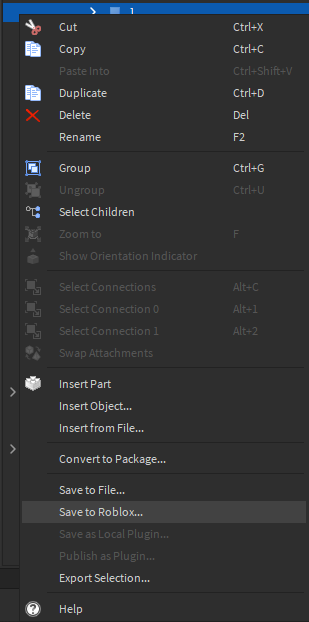 1
Cut Ctrl+X
Copy Ctrl+C
Paste Into Ctrl+Shift+V
Duplicate Ctrl+D
Delete Del
Rename F2
Group Ctrl+G
Ungroup Ctrl+U
Select Children
Zoom to F
Show Orientation Indicator
Select Connections Alt+C
Select Connection 0 Alt+1
Select Connection 1 Alt+2
Swap Attachments
Insert Part
Insert Object...
Insert from File...
Convert to Package...
Save to File...
Save to Roblox...
Save as Local Plugin...
Publish as Plugin...
Export Selection...
Help